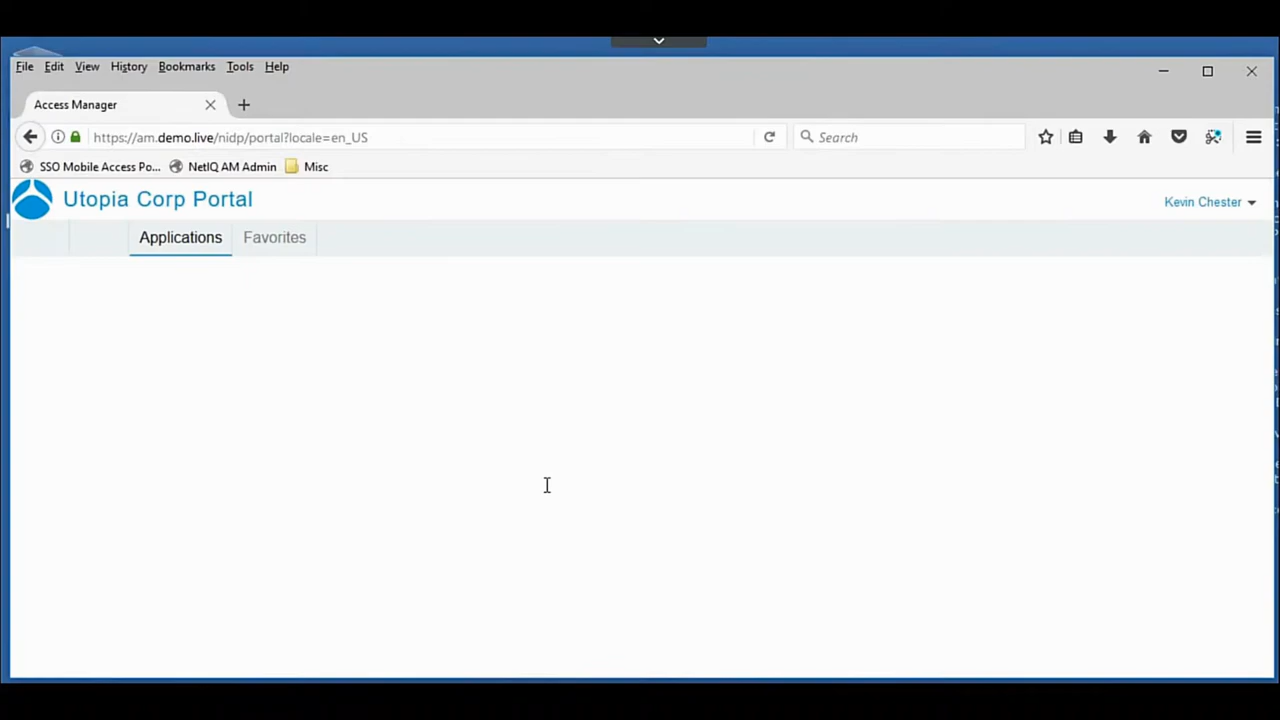 File Edit View History Bookmarks Tools Help
Access Manager
https://am.demo.live/nidp/portal?locale=en_US
Search
SSO Mobile Access Po... NetIQ AM Admin Misc
Utopia Corp Portal
Kevin Chester
Applications Favorites